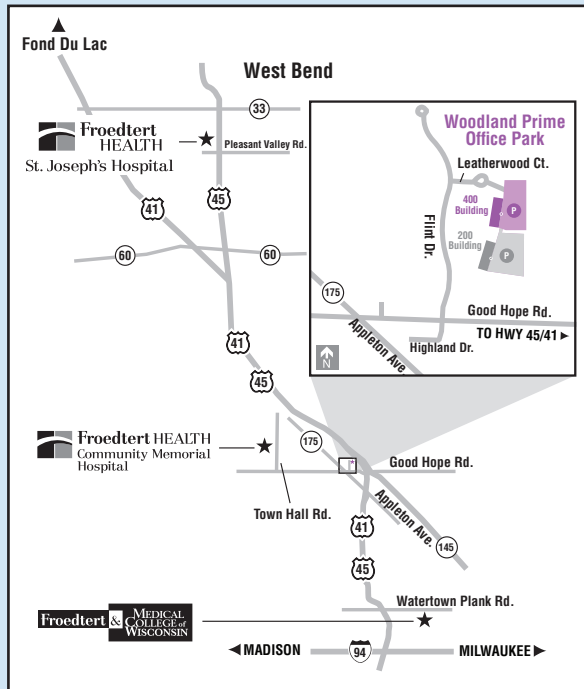 Fond Du Lac
West Bend
33
Froedtert
HEALTH
St. Joseph's Hospital
Pleasant Valley Rd.
41
45
60
60
41
45
Woodland Prime
Office Park
Leatherwood Ct.
400
Building
P
200
Building
P
Flint Dr.
175
Appleton Ave.
Good Hope Rd.
TO HWY 45/41
Highland Dr.
N
Froedtert HEALTH
Community Memorial
Hospital
175
Good Hope Rd.
Town Hall Rd.
Appleton Ave.
41
145
45
Watertown Plank Rd.
Froedtert & MEDICAL
COLLEGE of
WISCONSIN
MADISON
94
MILWAUKEE